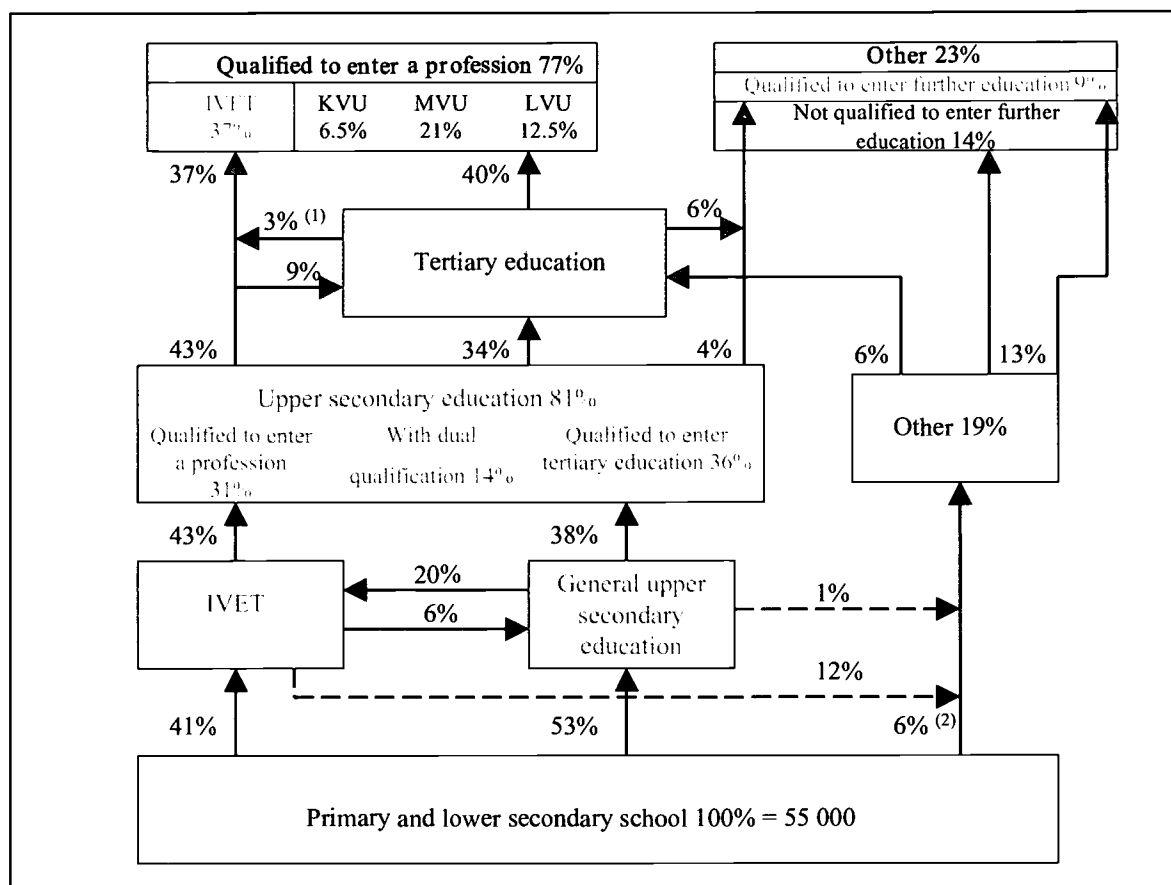 Qualified to enter a profession 77%
IVET KVU MVU LVU
37% 6.5% 21% 12.5%
Other 23%
Qualified to enter further education 9%
Not qualified to enter further
education 14%
37% 40%
3% (1) 6%
Tertiary education
9%
43% 34% 4% 6% 13%
Upper secondary education 81%
Qualified to enter
a profession
31%
With dual
qualification 14%
Qualified to enter
tertiary education 36%
Other 19%
43% 38%
IVET
20%
6%
General upper
secondary
education
1%
12%
41% 53% 6% (2)
Primary and lower secondary school 100% = 55 000